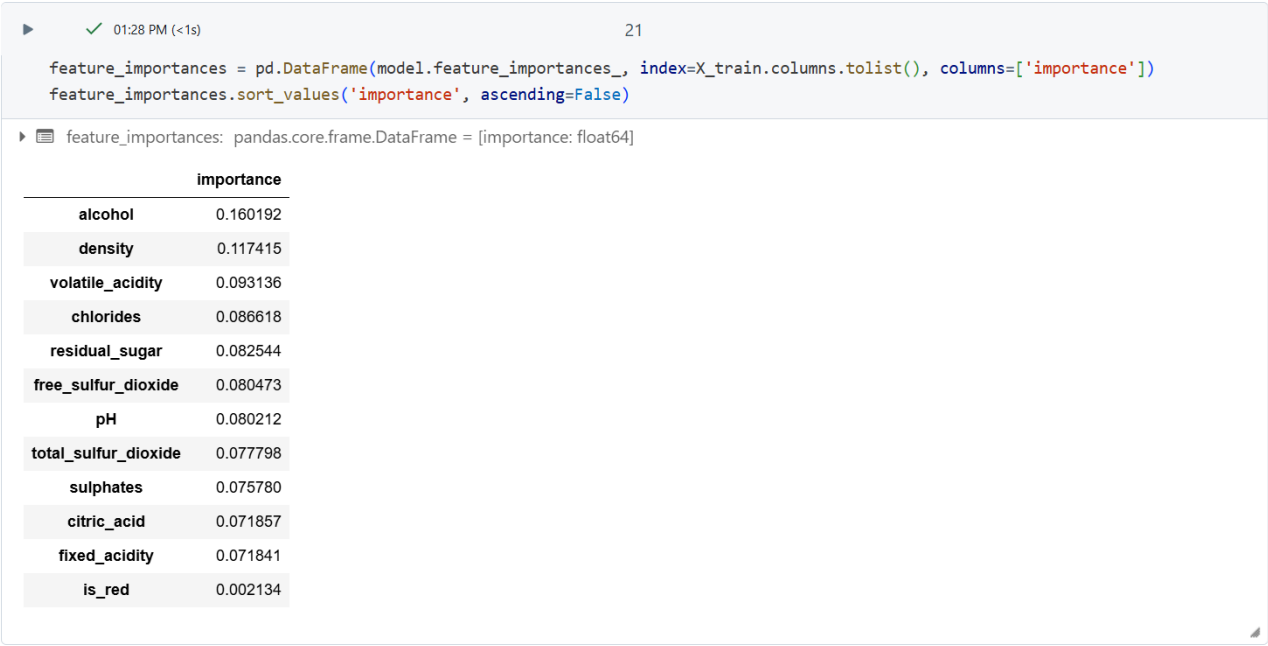 01:28 PM (<1s)
21
feature_importances = pd.DataFrame(model.feature_importances_, index=X_train.columns.tolist(), columns=['importance'])
feature_importances.sort_values('importance', ascending=False)
feature_importances: pandas.core.frame.DataFrame = [importance: float64]
importance
alcohol 0.160192
density 0.117415
volatile_acidity 0.093136
chlorides 0.086618
residual_sugar 0.082544
free_sulfur_dioxide 0.080473
pH 0.080212
total_sulfur_dioxide 0.077798
sulphates 0.075780
citric_acid 0.071857
fixed_acidity 0.071841
is_red 0.002134